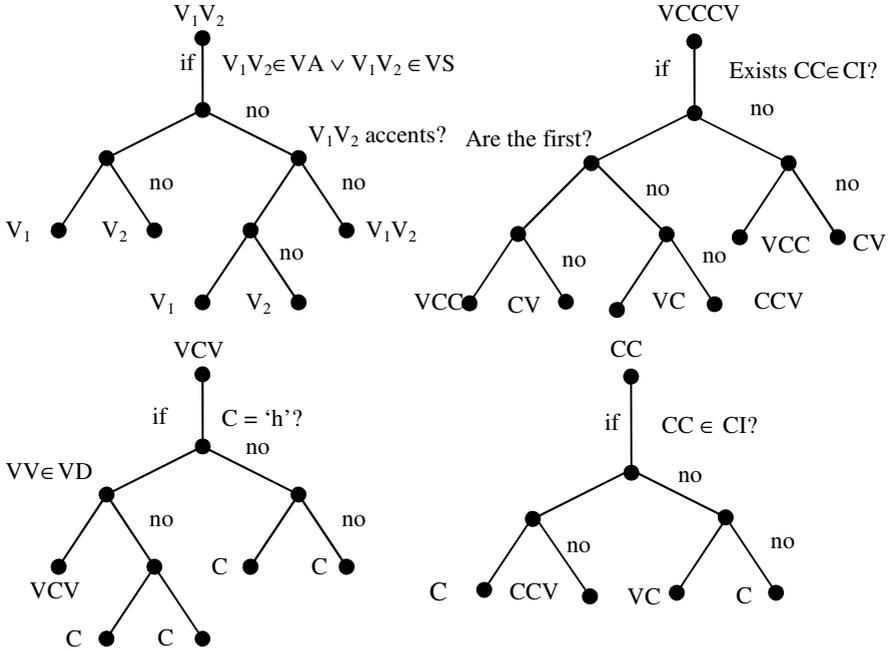 V₁V₂
if V₁V₂∈VA ∨ V₁V₂ ∈VS
no
V₁V₂ accents?
no no
V₁ V₂ V₁V₂
no
V₁ V₂
VCCCV
if Exists CC∈CI?
no
Are the first?
no no
VCC CV
no no
VCC CV VC CCV
VCV
if C = ‘h’?
no
VV∈VD
no no
VCV C C
C C
CC
if CC ∈ CI?
no
no no
C CCV VC C